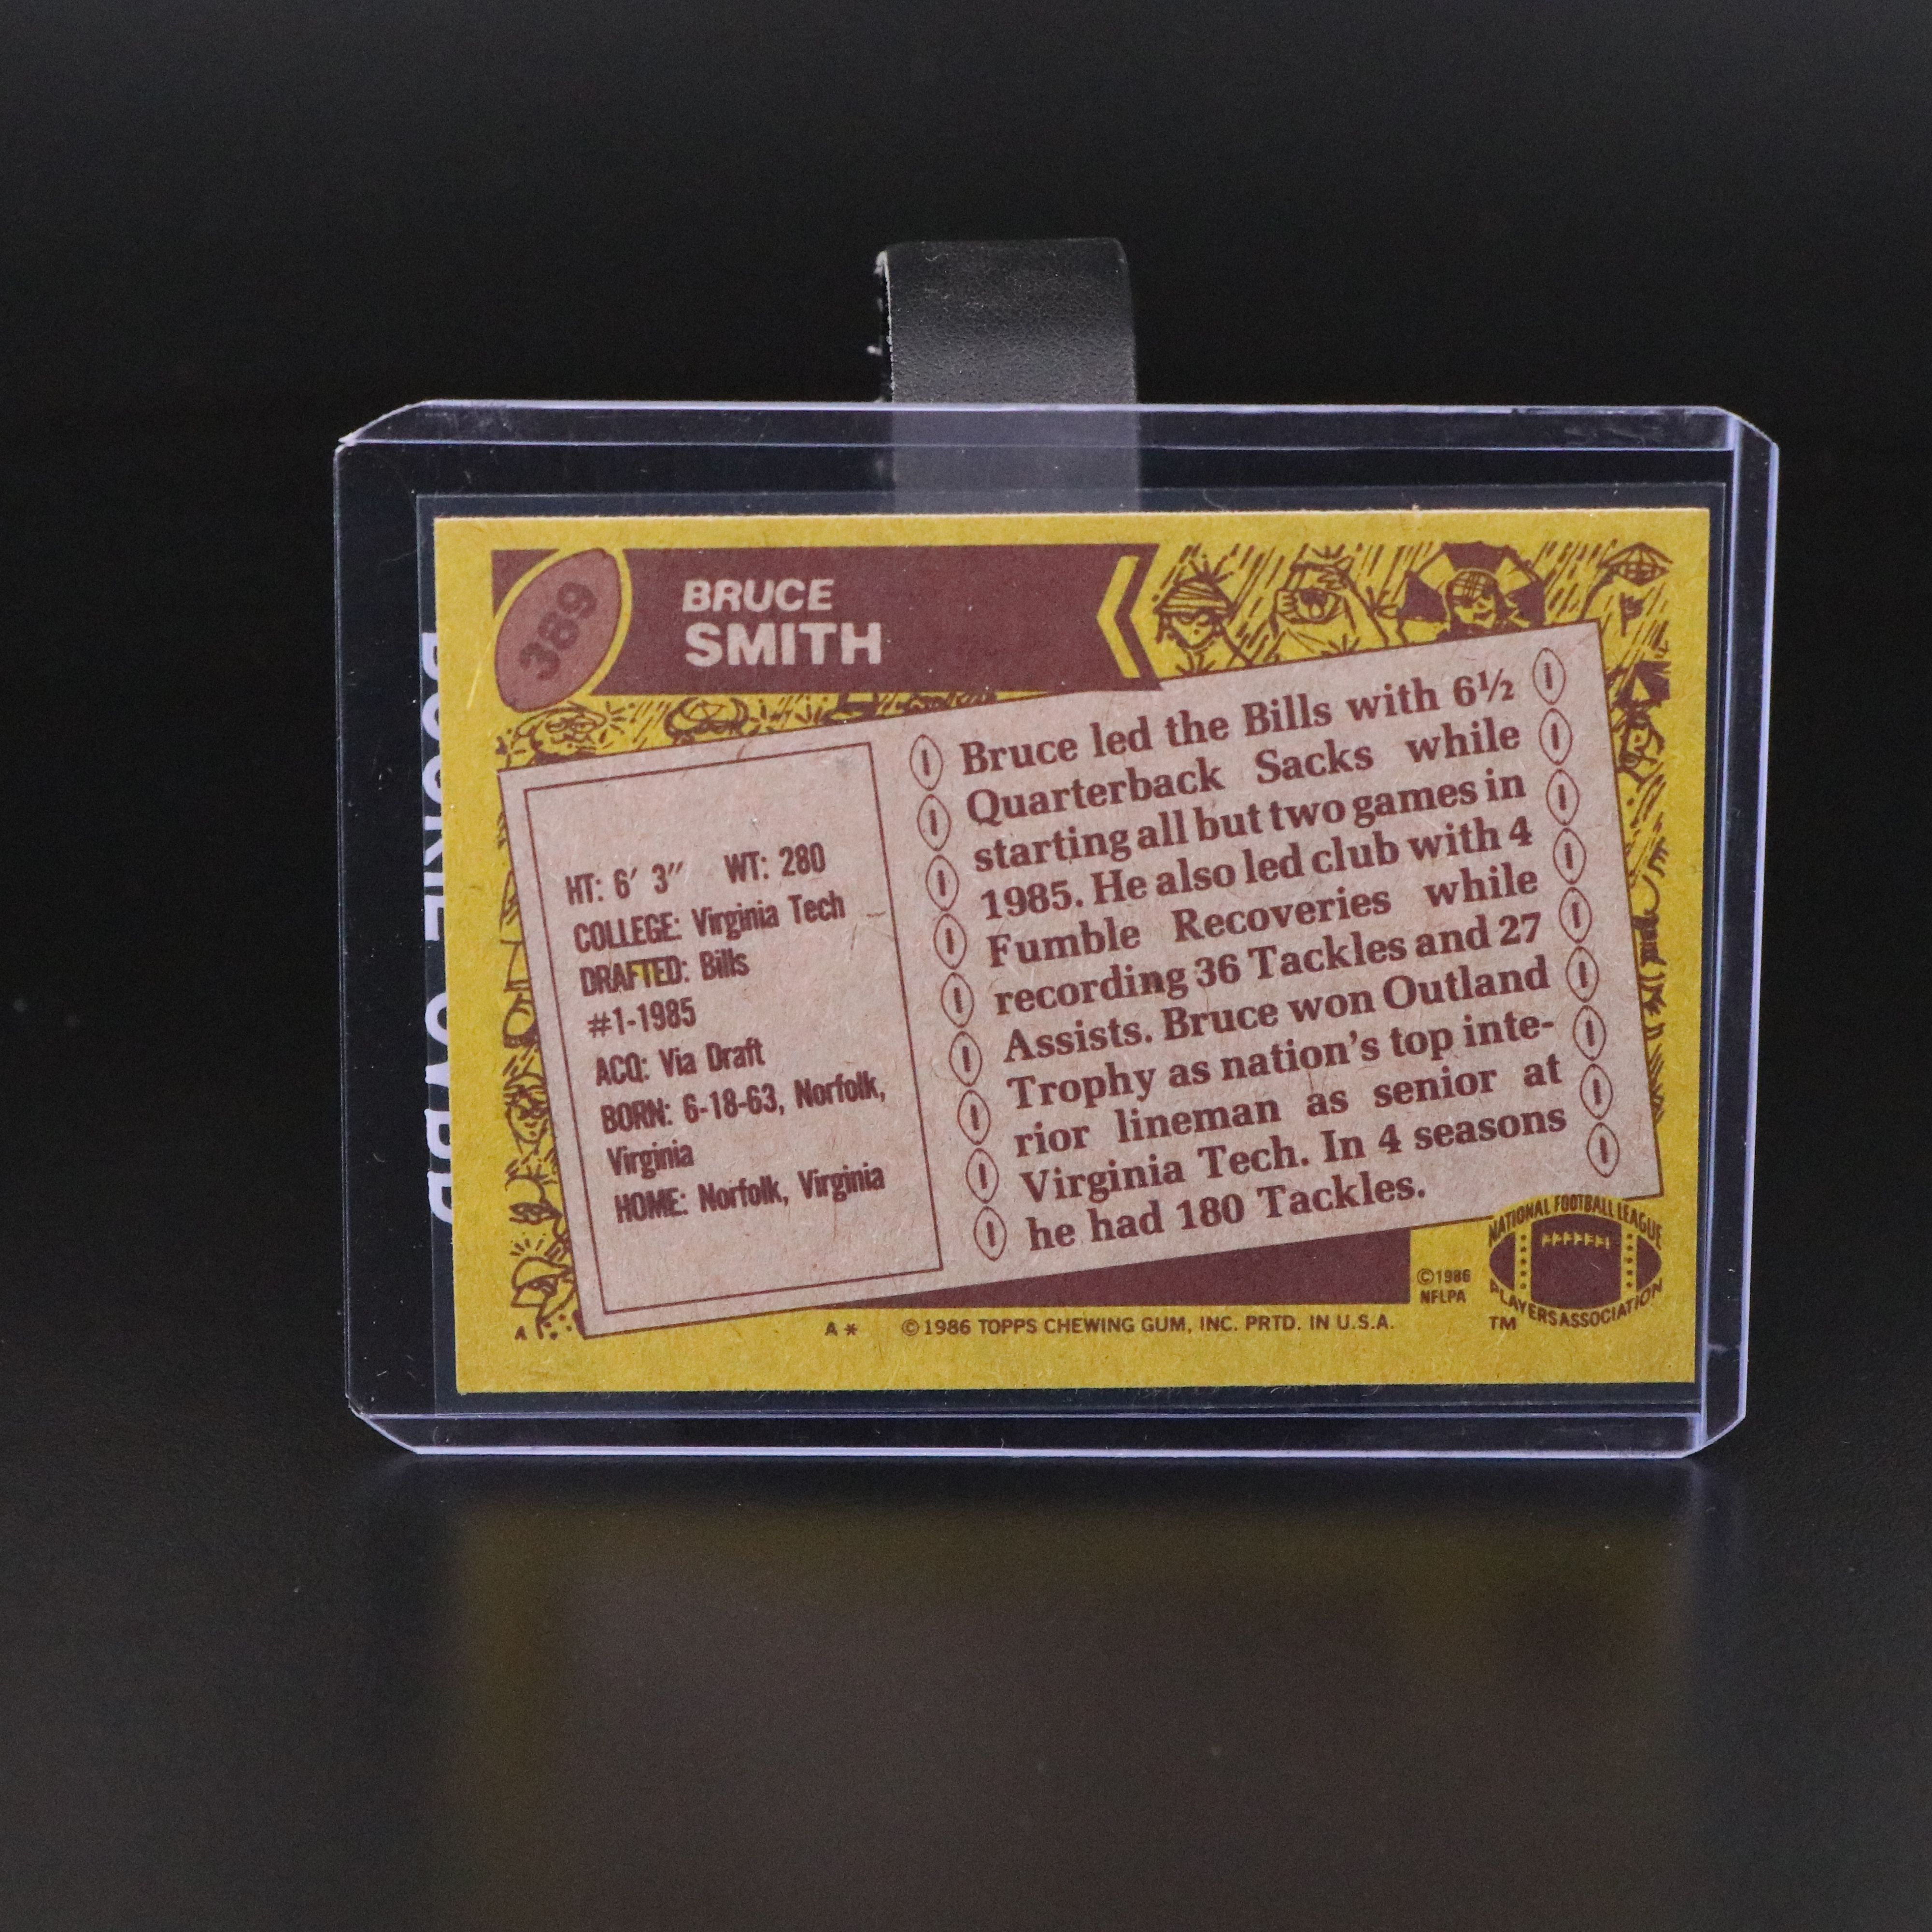 389
BRUCE
SMITH
HT: 6′ 3″ WT: 280
COLLEGE: Virginia Tech
DRAFTED: Bills
#1-1985
ACQ: Via Draft
BORN: 6-18-63, Norfolk,
Virginia
HOME: Norfolk, Virginia
Bruce led the Bills with 6½
Quarterback Sacks while
starting all but two games in
1985. He also led club with 4
Fumble Recoveries while
recording 36 Tackles and 27
Assists. Bruce won Outland
Trophy as nation's top inte-
rior lineman as senior at
Virginia Tech. In 4 seasons
he had 180 Tackles.
©1986
NFLPA
NATIONAL FOOTBALL LEAGUE
PLAYERS ASSOCIATION
TM
A* ©1986 TOPPS CHEWING GUM, INC. PRTD. IN U.S.A.